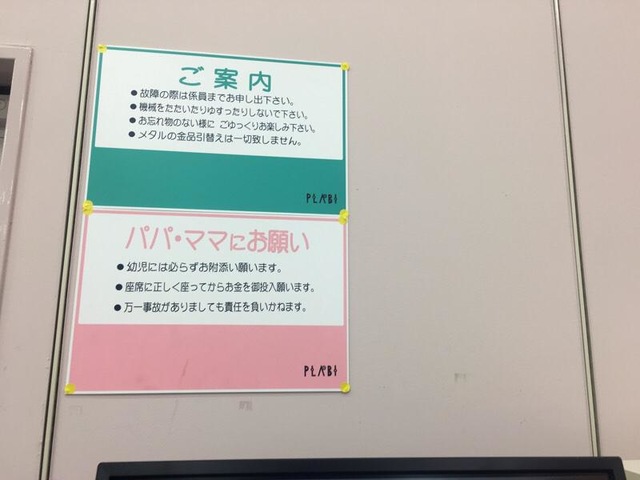 ご案内
●故障の際は係員までお申し出下さい。
●機械をたたいたりゆすったりしないで下さい。
●お忘れ物のない様に ごゆっくりお楽しみ下さい。
●メタルの金品引替えは一切致しません。
パパ・ママにお願い
●幼児には必らずお附添い願います。
●座席に正しく座ってからお金を御投入願います。
●万一事故がありましても責任を負いかねます。